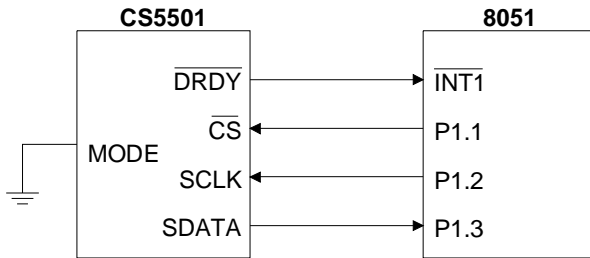 CS5501 8051
DRDY INT1
CS P1.1
MODE
SCLK P1.2
SDATA P1.3